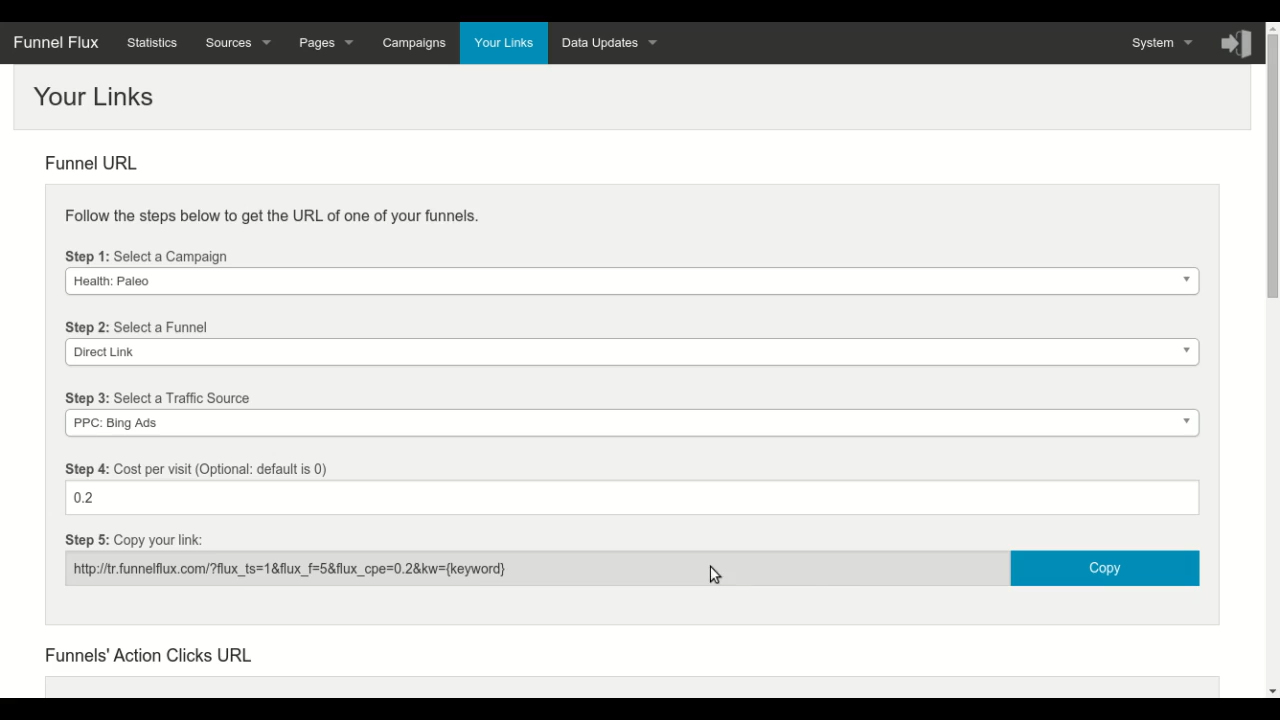 Funnel Flux Statistics Sources Pages Campaigns Your Links Data Updates System
Your Links
Funnel URL
Follow the steps below to get the URL of one of your funnels.
Step 1: Select a Campaign
Health: Paleo
Step 2: Select a Funnel
Direct Link
Step 3: Select a Traffic Source
PPC: Bing Ads
Step 4: Cost per visit (Optional: default is 0)
0.2
Step 5: Copy your link:
http://tr.funnelflux.com/?flux_ts=1&flux_f=5&flux_cpe=0.2&kw={keyword} Copy
Funnels' Action Clicks URL